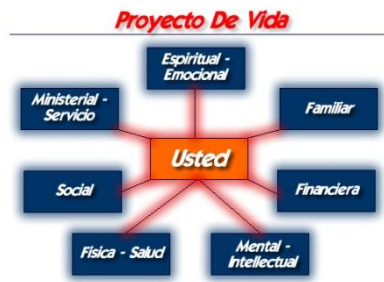 Proyecto De Vida
Espiritual -
Emocional
Ministerial -
Servicio
Familiar
Usted
Social
Financiera
Fisica - Salud
Mental -
Intellectual